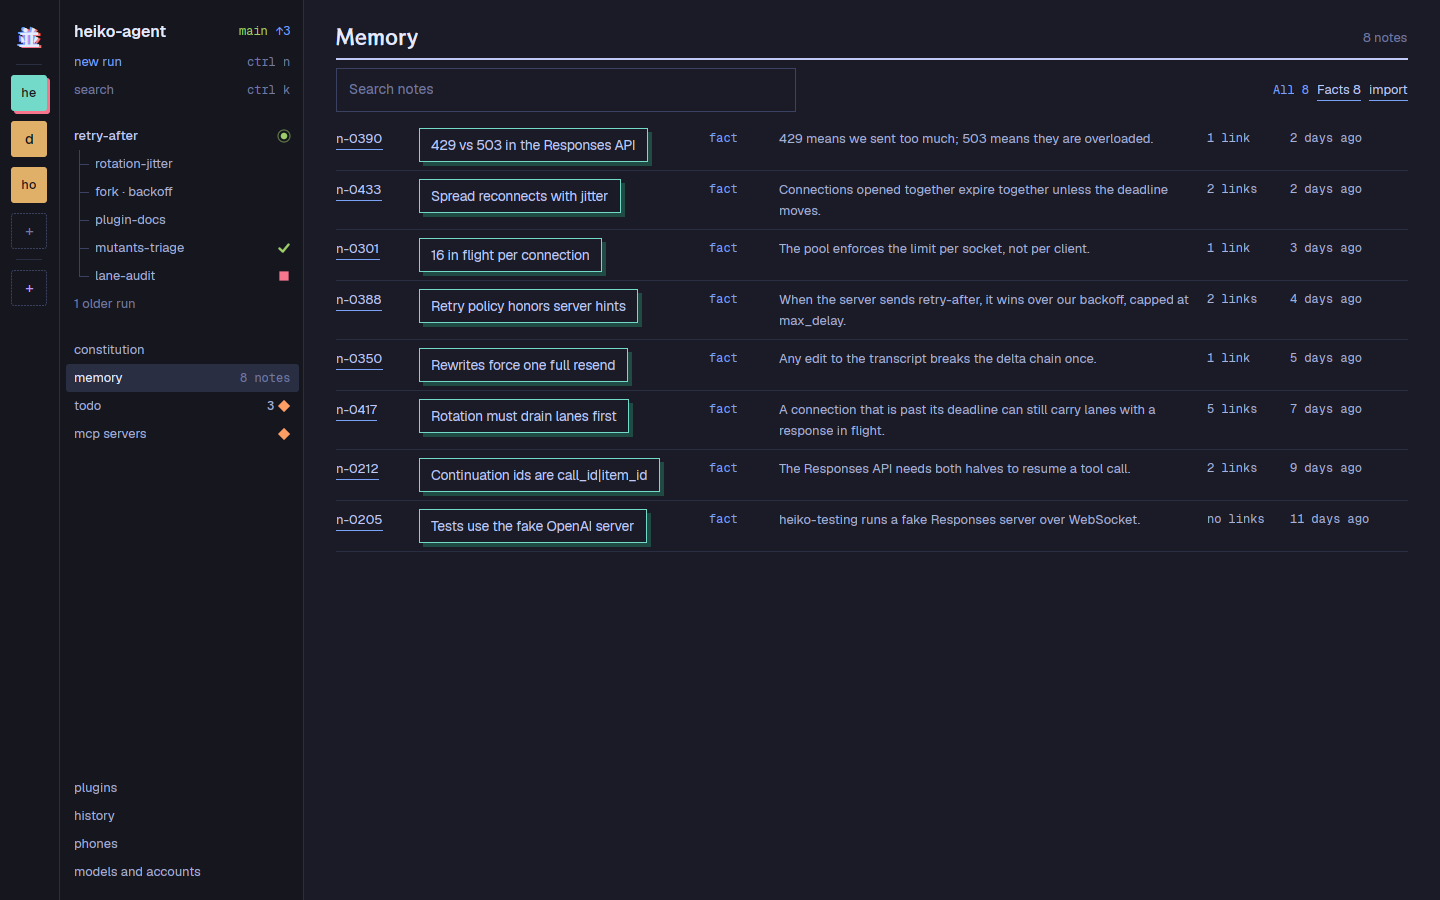 heiko-agent main ↑3
new run ctrl n
search ctrl k
he
d
ho
+
+
retry-after
rotation-jitter
fork · backoff
plugin-docs
mutants-triage
lane-audit
1 older run
constitution
memory 8 notes
todo 3
mcp servers
plugins
history
phones
models and accounts
Memory 8 notes
Search notes All 8 Facts 8 import
n-0390 429 vs 503 in the Responses API fact 429 means we sent too much; 503 means they are overloaded. 1 link 2 days ago
n-0433 Spread reconnects with jitter fact Connections opened together expire together unless the deadline 2 links 2 days ago
moves.
n-0301 16 in flight per connection fact The pool enforces the limit per socket, not per client. 1 link 3 days ago
n-0388 Retry policy honors server hints fact When the server sends retry-after, it wins over our backoff, capped at 2 links 4 days ago
max_delay.
n-0350 Rewrites force one full resend fact Any edit to the transcript breaks the delta chain once. 1 link 5 days ago
n-0417 Rotation must drain lanes first fact A connection that is past its deadline can still carry lanes with a 5 links 7 days ago
response in flight.
n-0212 Continuation ids are call_id|item_id fact The Responses API needs both halves to resume a tool call. 2 links 9 days ago
n-0205 Tests use the fake OpenAI server fact heiko-testing runs a fake Responses server over WebSocket. no links 11 days ago